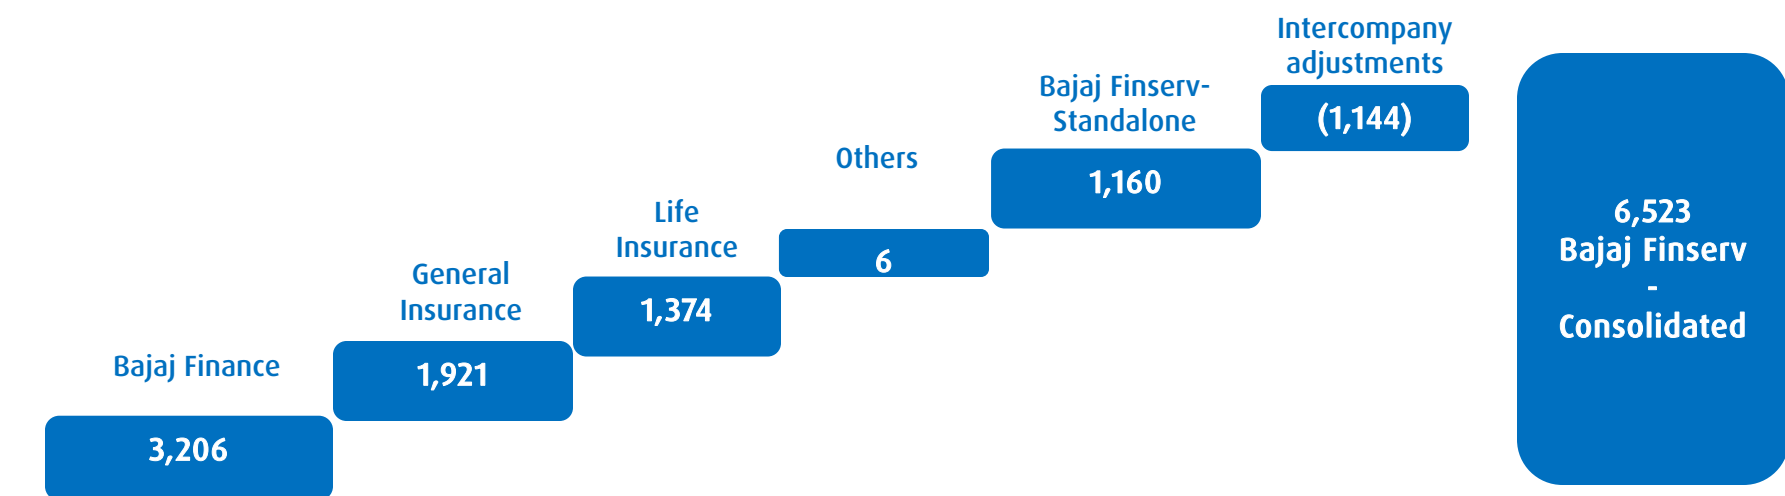 Bajaj Finance
3,206
General
Insurance
1,921
Life
Insurance
1,374
Others
6
Bajaj Finserv-
Standalone
1,160
Intercompany
adjustments
(1,144)
6,523
Bajaj Finserv
-
Consolidated